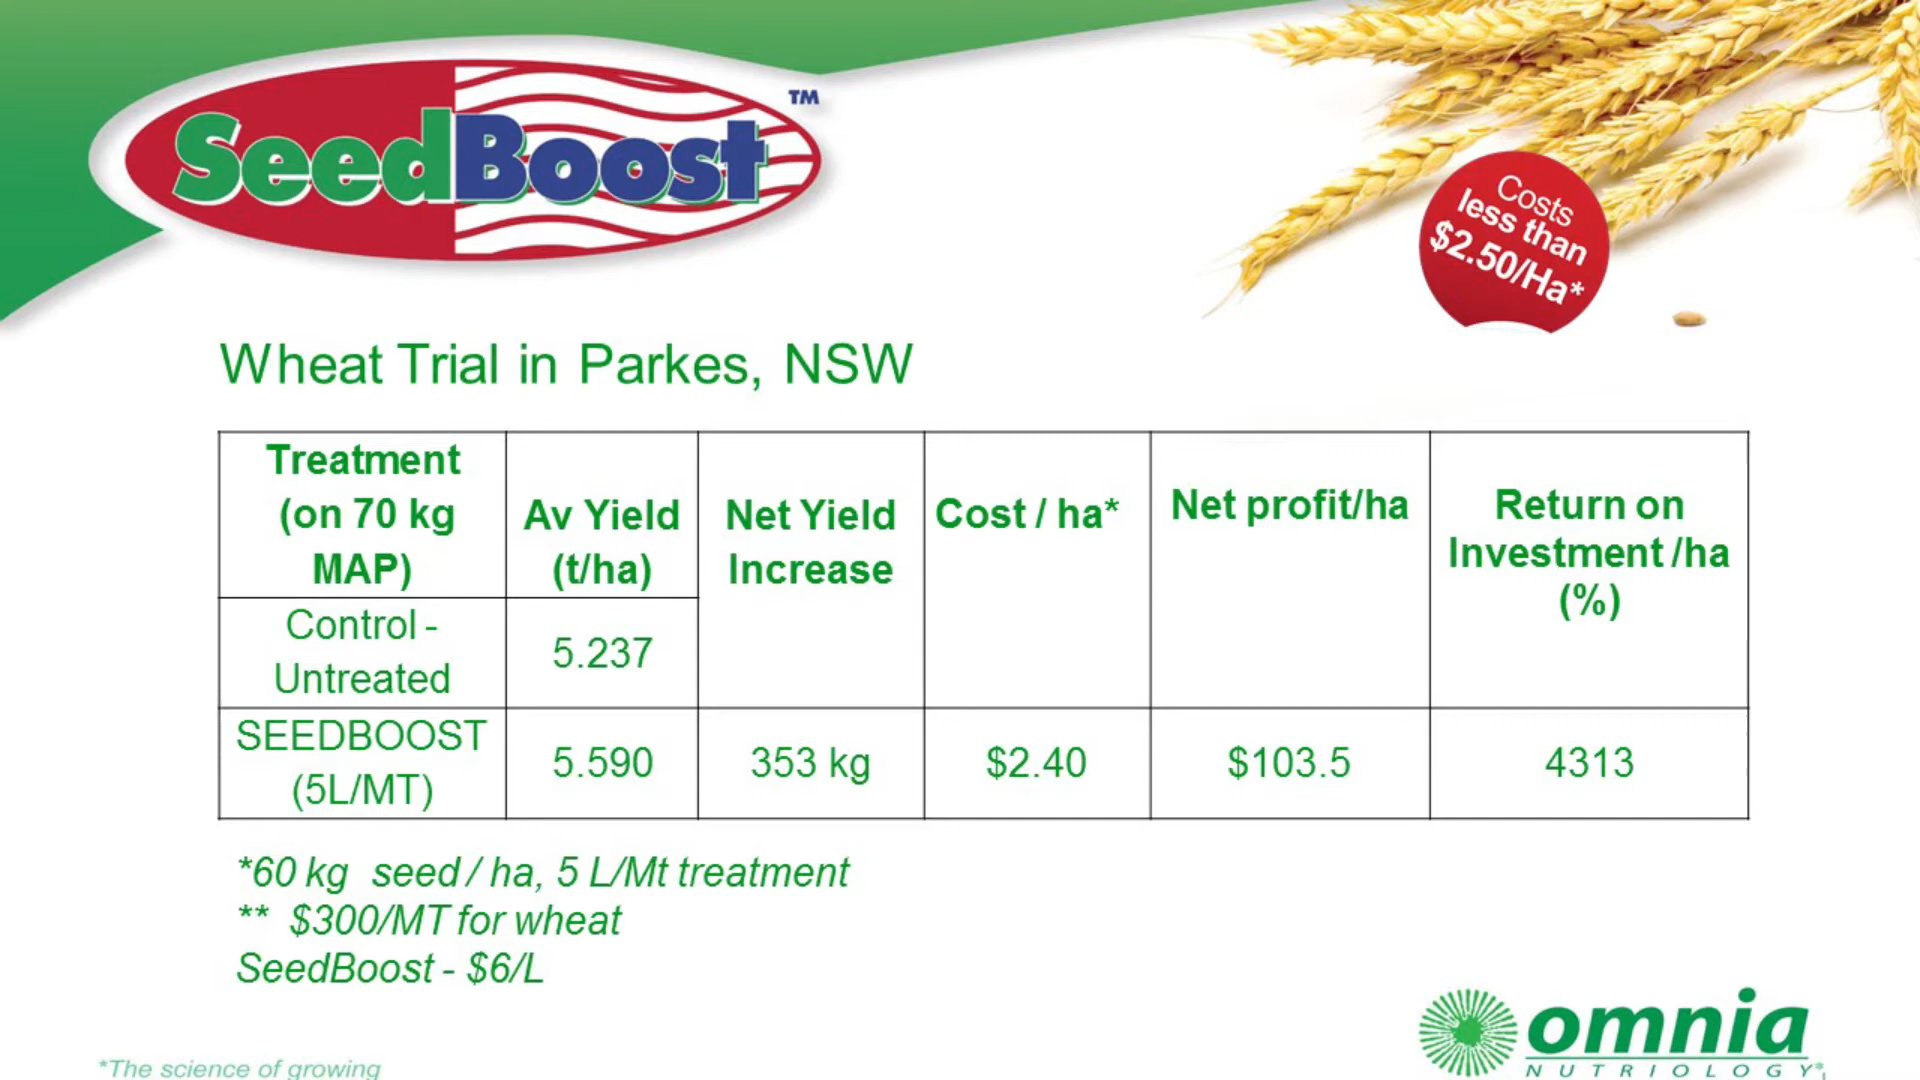 SeedBoost™
Costs
less than
$2.50/Ha*
Wheat Trial in Parkes, NSW
Treatment
(on 70 kg
MAP)
Av Yield
(t/ha)
Net Yield
Increase
Cost / ha*
Net profit/ha
Return on
Investment /ha
(%)
Control -
Untreated
5.237
SEEDBOOST
(5L/MT)
5.590
353 kg
$2.40
$103.5
4313
*60 kg seed / ha, 5 L/Mt treatment
** $300/MT for wheat
SeedBoost - $6/L
omnia
NUTRIOLOGY*
*The science of growing